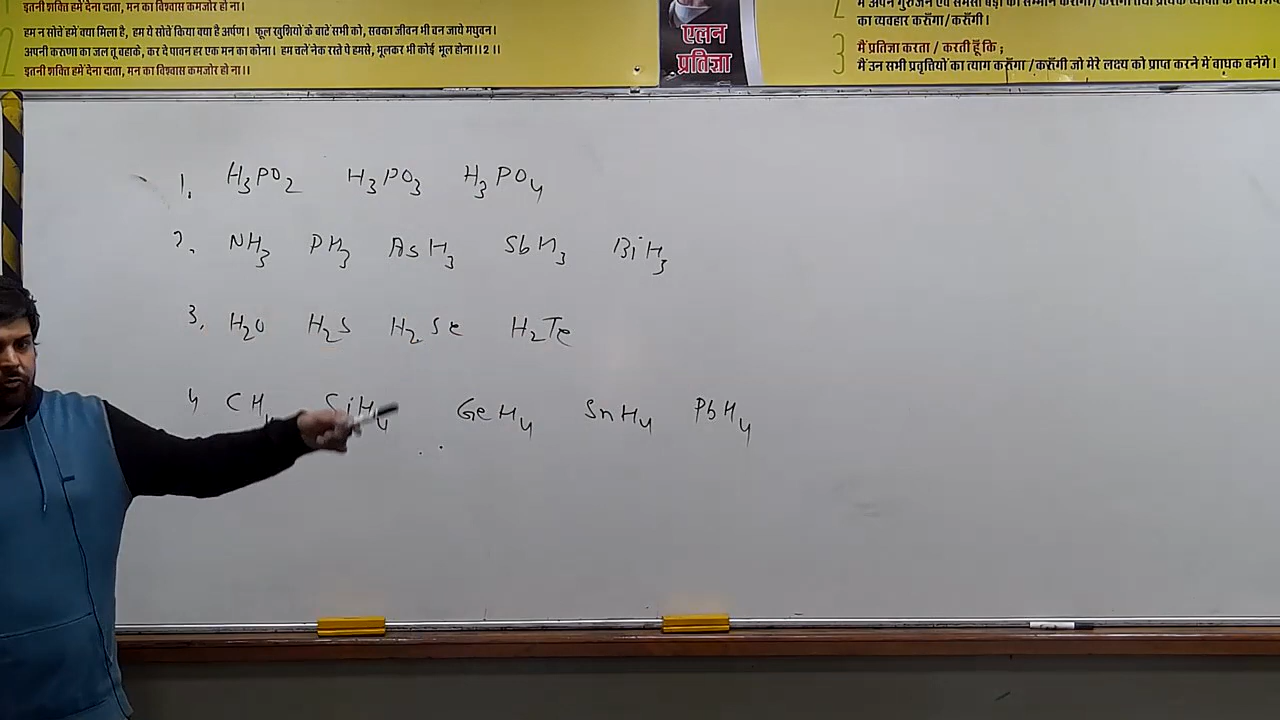 इतनी शक्ति हमें देना दाता, मन का विश्वास कमजोर हो ना।
2 हम न सोचें हमें क्या मिला है, हम ये सोचें किया क्या है अर्पण। फूल खुशियों के बाटे सभी को, सबका जीवन भी बन जाये मधुवन।
अपनी करुणा का जल तू बहाके, कर दे पावन हर एक मन का कोना। हम चलें नेक रस्ते पे हमसे, भूलकर भी कोई भूल होना।।2।।
इतनी शक्ति हमें देना दाता, मन का विश्वास कमजोर हो ना।।
एलन
प्रतिज्ञा
का व्यवहार करूँगा/करूँगी।
3 मैं प्रतिज्ञा करता / करती हूँ कि ;
मैं उन सभी प्रवृत्तियों का त्याग करूँगा /करूँगी जो मेरे लक्ष्य को प्राप्त करने में बाधक बनेंगे।
1. H₃PO₂ H₃PO₃ H₃PO₄
2. NH₃ PH₃ AsH₃ SbH₃ BiH₃
3. H₂O H₂S H₂Se H₂Te
4 CH₄ SiH₄ GeH₄ SnH₄ PbH₄